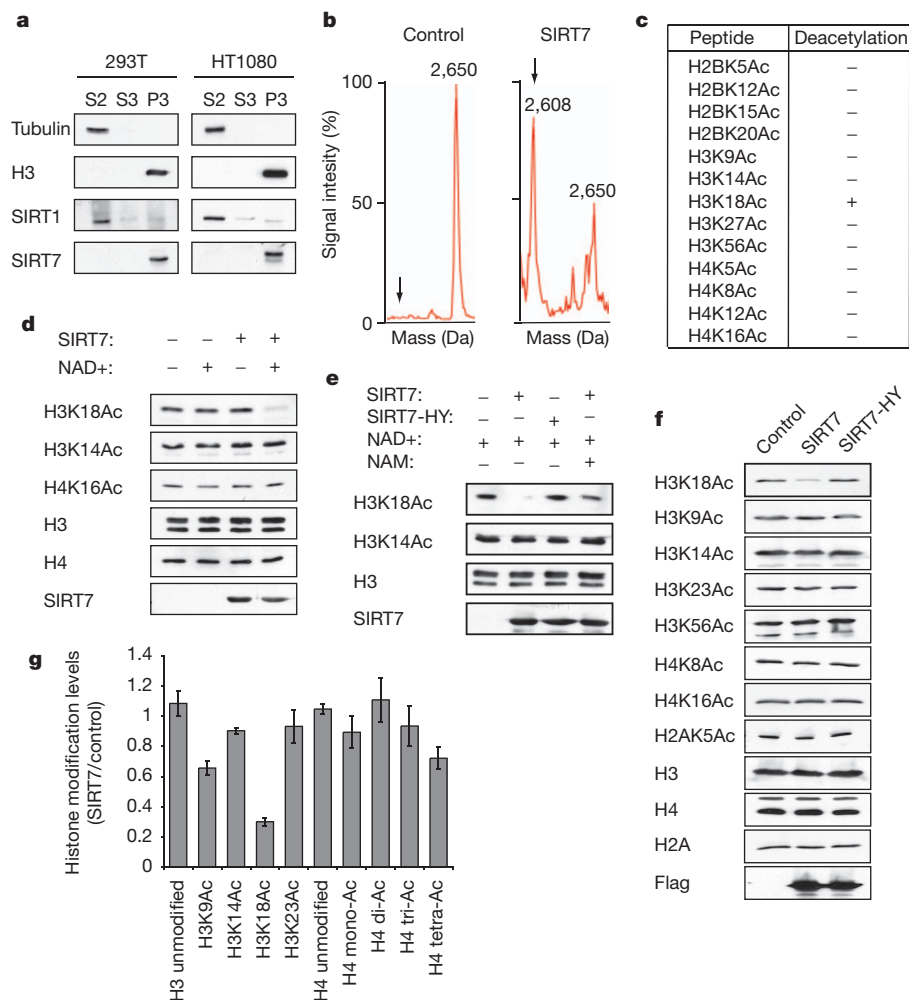 a
293T HT1080
S2 S3 P3 S2 S3 P3
Tubulin
H3
SIRT1
SIRT7
b
Control SIRT7
Signal intesity (%)
100
50
0
2,650
2,608
2,650
Mass (Da) Mass (Da)
c
Peptide Deacetylation
H2BK5Ac –
H2BK12Ac –
H2BK15Ac –
H2BK20Ac –
H3K9Ac –
H3K14Ac –
H3K18Ac +
H3K27Ac –
H3K56Ac –
H4K5Ac –
H4K8Ac –
H4K12Ac –
H4K16Ac –
d
SIRT7: – – + +
NAD+: – + – +
H3K18Ac
H3K14Ac
H4K16Ac
H3
H4
SIRT7
e
SIRT7: – + – +
SIRT7-HY: – – + –
NAD+: + + + +
NAM: – – – +
H3K18Ac
H3K14Ac
H3
SIRT7
f
Control SIRT7 SIRT7-HY
H3K18Ac
H3K9Ac
H3K14Ac
H3K23Ac
H3K56Ac
H4K8Ac
H4K16Ac
H2AK5Ac
H3
H4
H2A
Flag
g
Histone modification levels
(SIRT7/control)
1.4
1.2
1
0.8
0.6
0.4
0.2
0
H3 unmodified
H3K9Ac
H3K14Ac
H3K18Ac
H3K23Ac
H4 unmodified
H4 mono-Ac
H4 di-Ac
H4 tri-Ac
H4 tetra-Ac